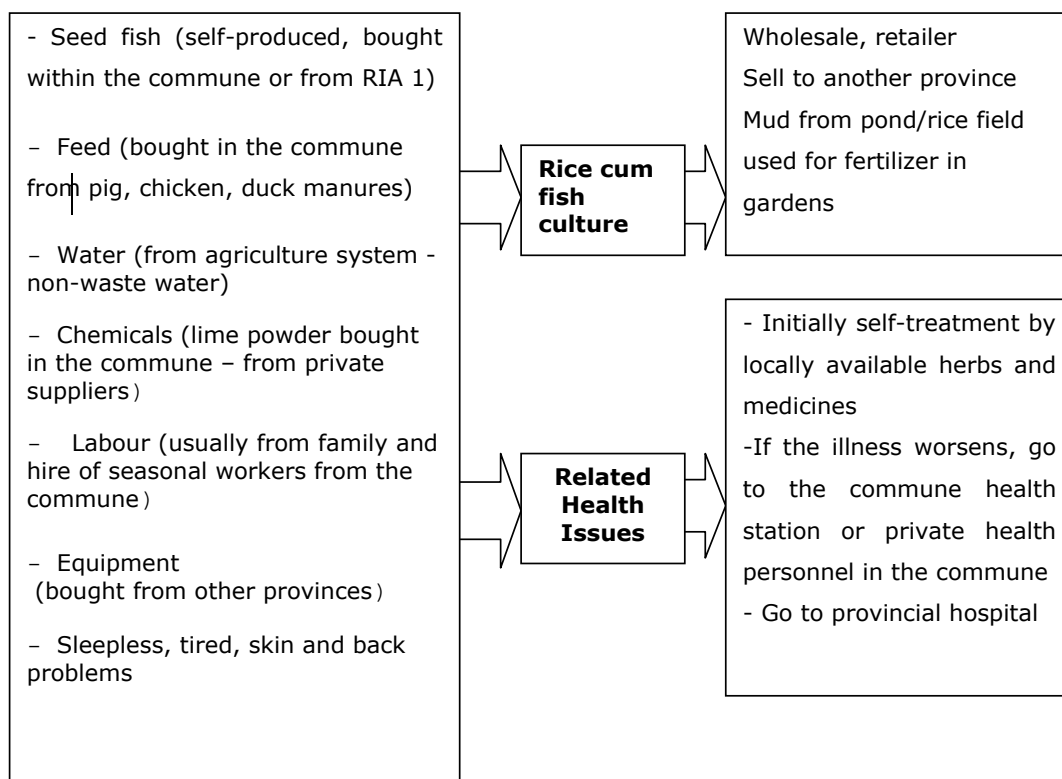 - Seed fish (self-produced, bought
within the commune or from RIA 1)
– Feed (bought in the commune
from pig, chicken, duck manures)
– Water (from agriculture system -
non-waste water)
– Chemicals (lime powder bought
in the commune – from private
suppliers)
– Labour (usually from family and
hire of seasonal workers from the
commune)
– Equipment
(bought from other provinces)
– Sleepless, tired, skin and back
problems
Rice cum
fish
culture
Related
Health
Issues
Wholesale, retailer
Sell to another province
Mud from pond/rice field
used for fertilizer in
gardens
- Initially self-treatment by
locally available herbs and
medicines
-If the illness worsens, go
to the commune health
station or private health
personnel in the commune
- Go to provincial hospital